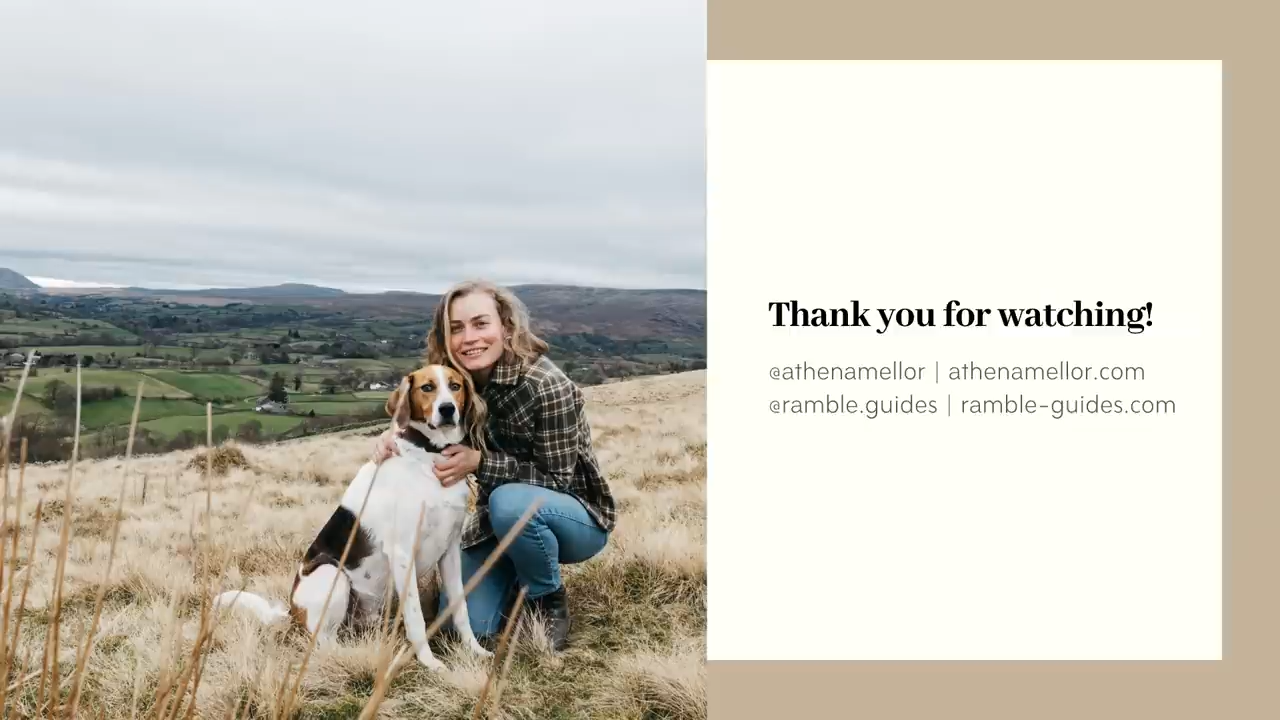 Thank you for watching!
@athenamellor | athenamellor.com
@ramble.guides | ramble-guides.com